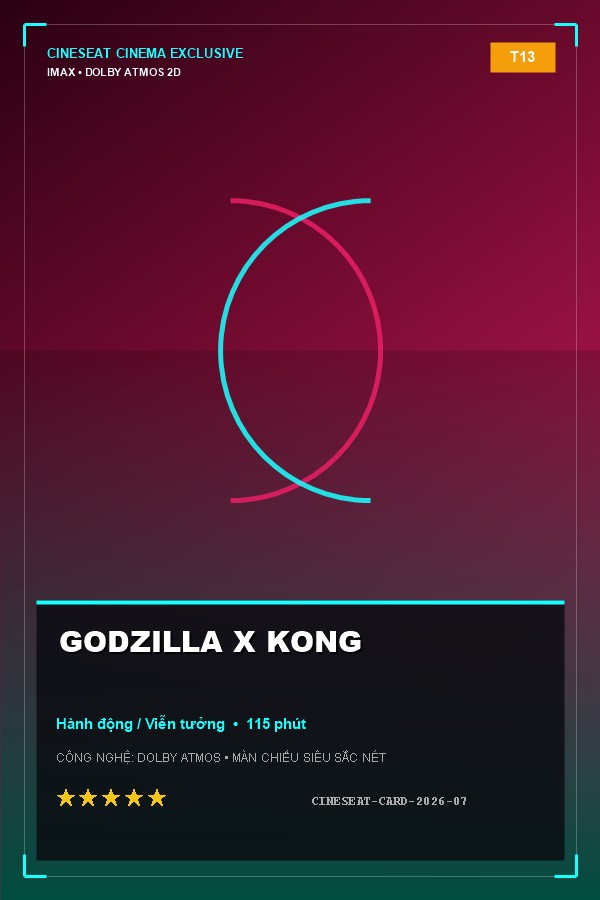 CINESEAT CINEMA EXCLUSIVE
IMAX • DOLBY ATMOS 2D
T13
GODZILLA X KONG
Hành động / Viễn tưởng • 115 phút
CÔNG NGHỆ: DOLBY ATMOS • MÀN CHIẾU SIÊU SẮC NÉT
CINESEAT-CARD-2026-07